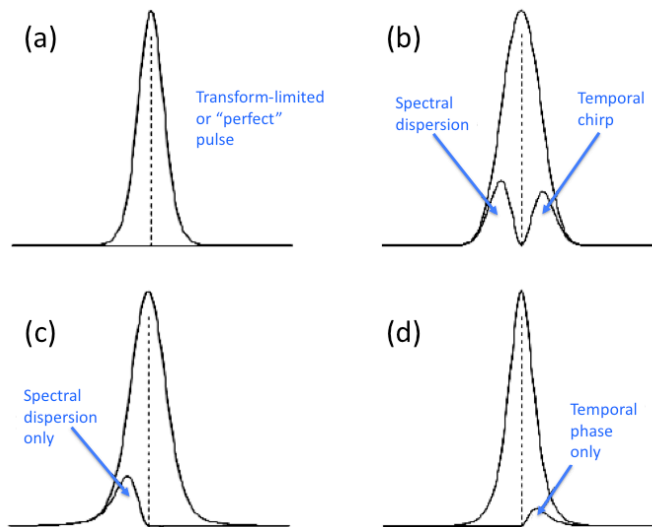 (a)
Transform-limited
or “perfect”
pulse
(b)
Spectral
dispersion
Temporal
chirp
(c)
Spectral
dispersion
only
(d)
Temporal
phase
only